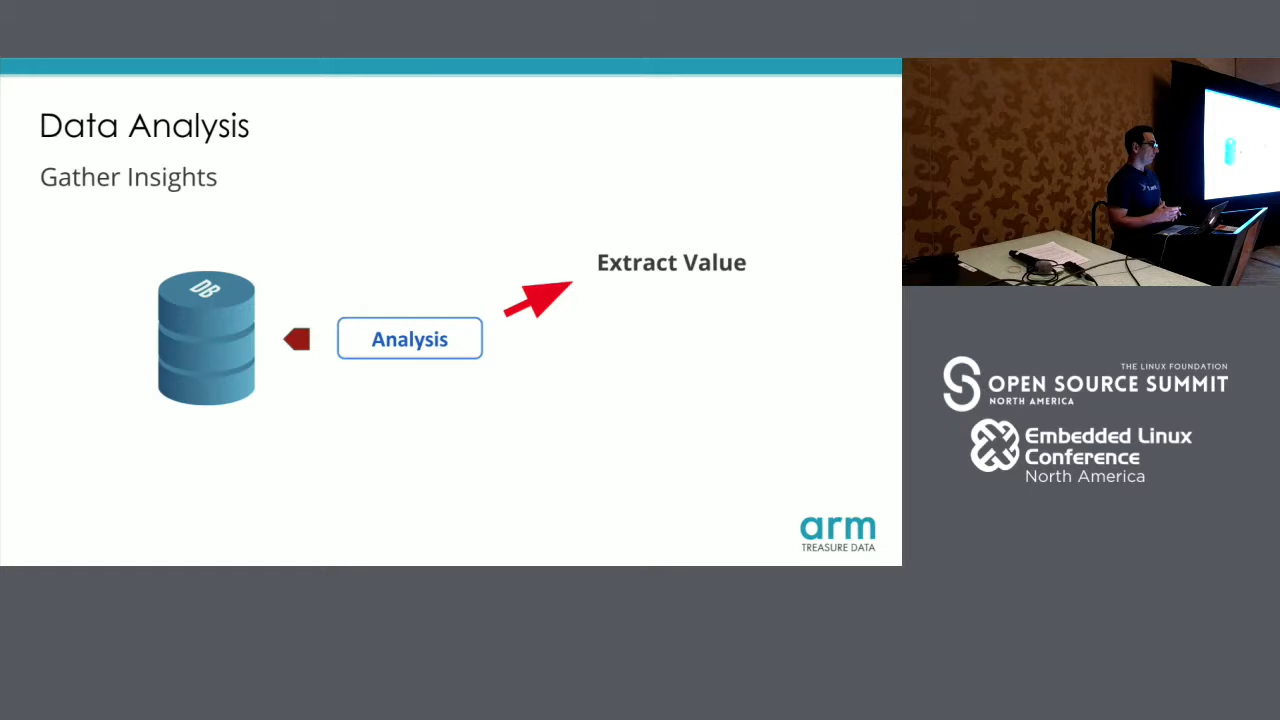 Data Analysis
Gather Insights
DB
Analysis
Extract Value
arm
TREASURE DATA
THE LINUX FOUNDATION
OPEN SOURCE SUMMIT
NORTH AMERICA
Embedded Linux
Conference
North America